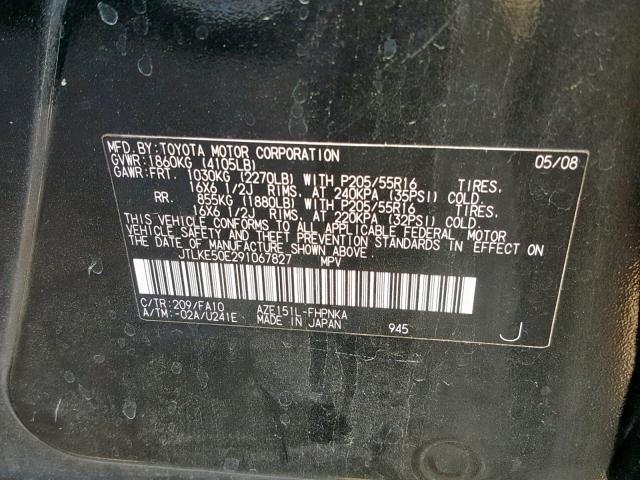 MFD.BY:TOYOTA MOTOR CORPORATION 05/08
GVWR:1860KG (4105LB)
GAWR:FRT. 1030KG (2270LB) WITH P205/55R16 TIRES.
16X6 1/2J RIMS, AT 240KPA (35PSI) COLD.
RR. 855KG (1880LB) WITH P205/55R16 TIRES.
16X6 1/2J RIMS, AT 220KPA (32PSI) COLD.
THIS VEHICLE CONFORMS TO ALL APPLICABLE FEDERAL MOTOR
VEHICLE SAFETY AND THEFT PREVENTION STANDARDS IN EFFECT
ON THE DATE OF MANUFACTURE SHOWN ABOVE.
JTLKE50E291067827 MPV
C/TR:209/FA10 AZE151L-FHPNKA
A/TM:-02A/U241E MADE IN JAPAN 945 J